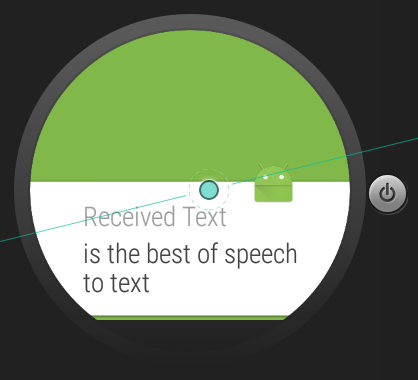 Received Text
is the best of speech
to text